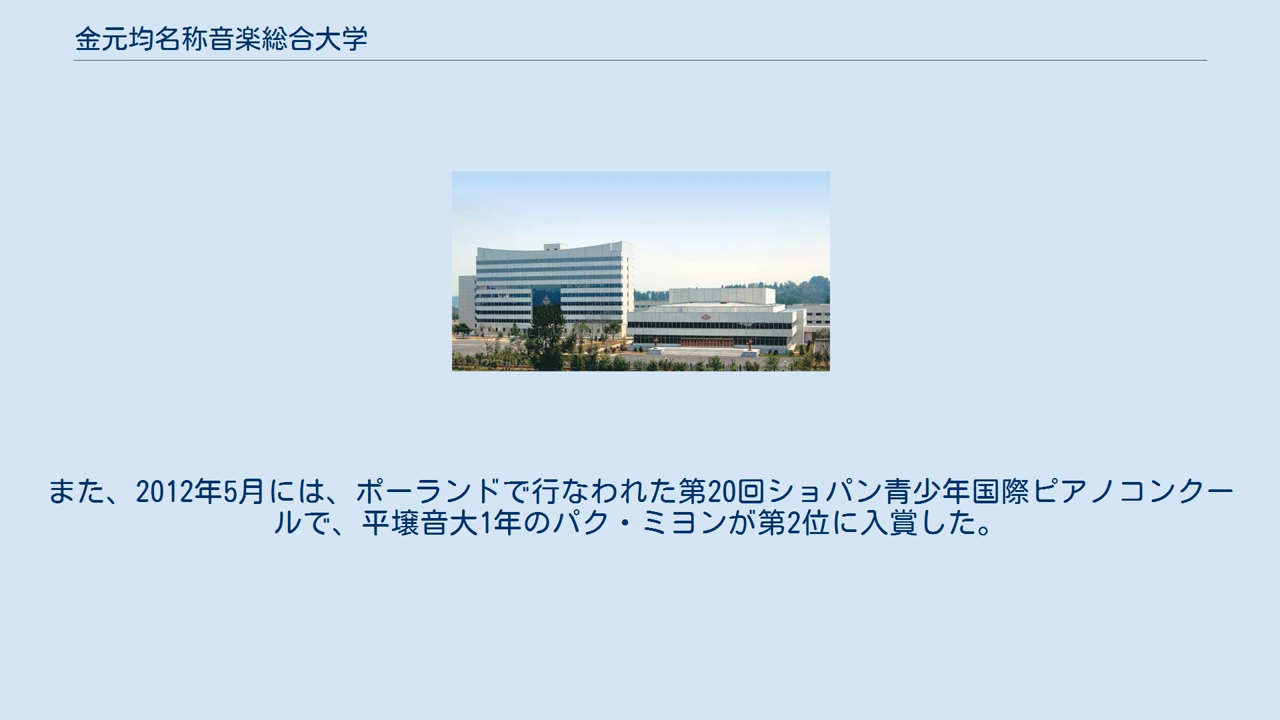 金元均名称音楽総合大学
また、2012年5月には、ポーランドで行なわれた第20回ショパン青少年国際ピアノコンクー
ルで、平壌音大1年のパク・ミヨンが第2位に入賞した。